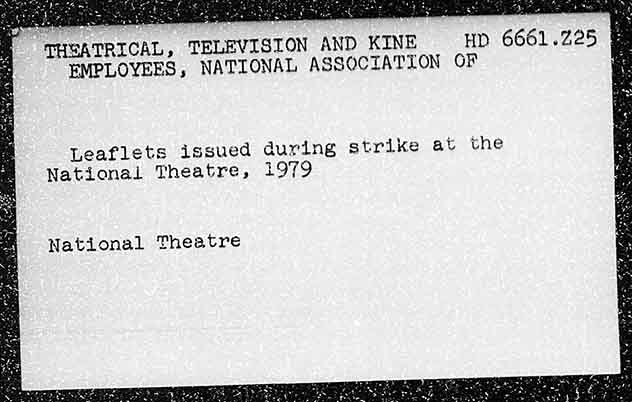 THEATRICAL, TELEVISION AND KINE HD 6661.Z25
EMPLOYEES, NATIONAL ASSOCIATION OF
Leaflets issued during strike at the
National Theatre, 1979
National Theatre